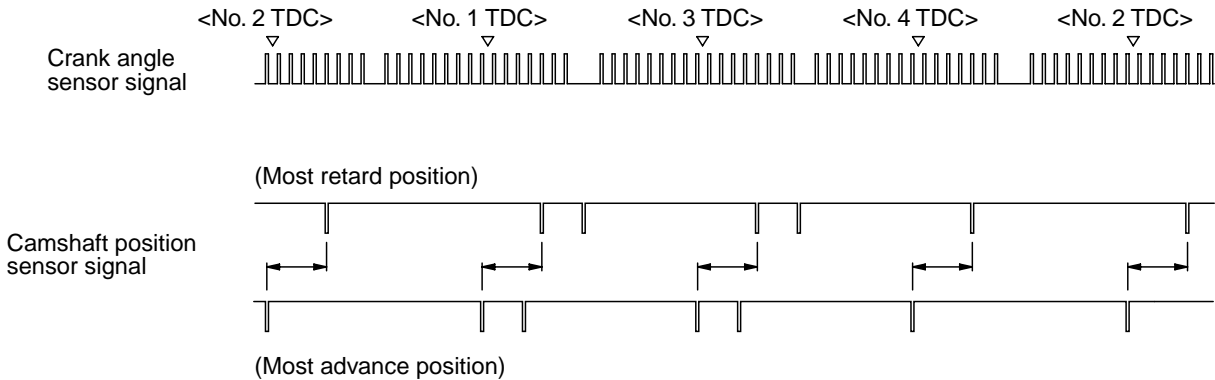 <No. 2 TDC> <No. 1 TDC> <No. 3 TDC> <No. 4 TDC> <No. 2 TDC>
Crank angle
sensor signal
(Most retard position)
Camshaft position
sensor signal
(Most advance position)